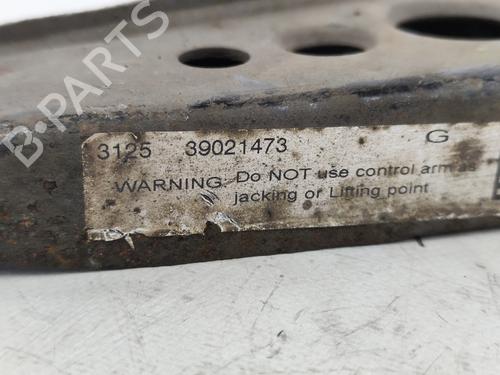 B-PARTS
3125 39021473 G
WARNING: Do NOT use control arm as
jacking or Lifting point